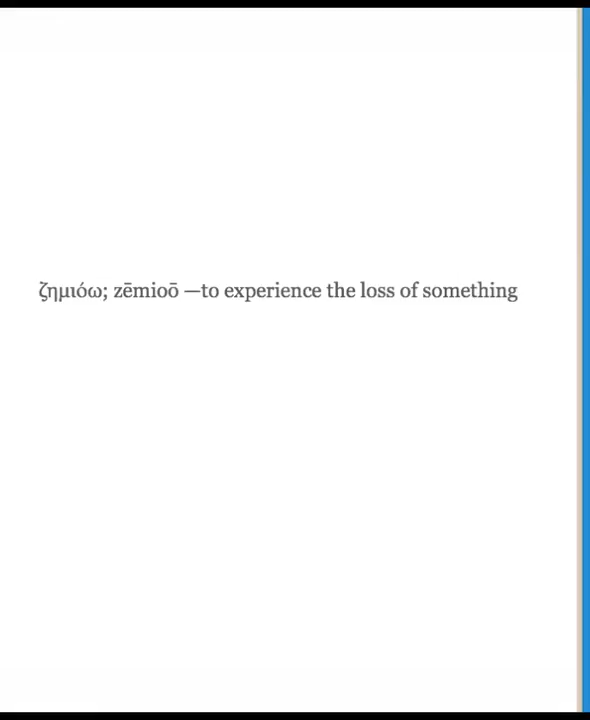 ζημιόω; zēmioō —to experience the loss of something